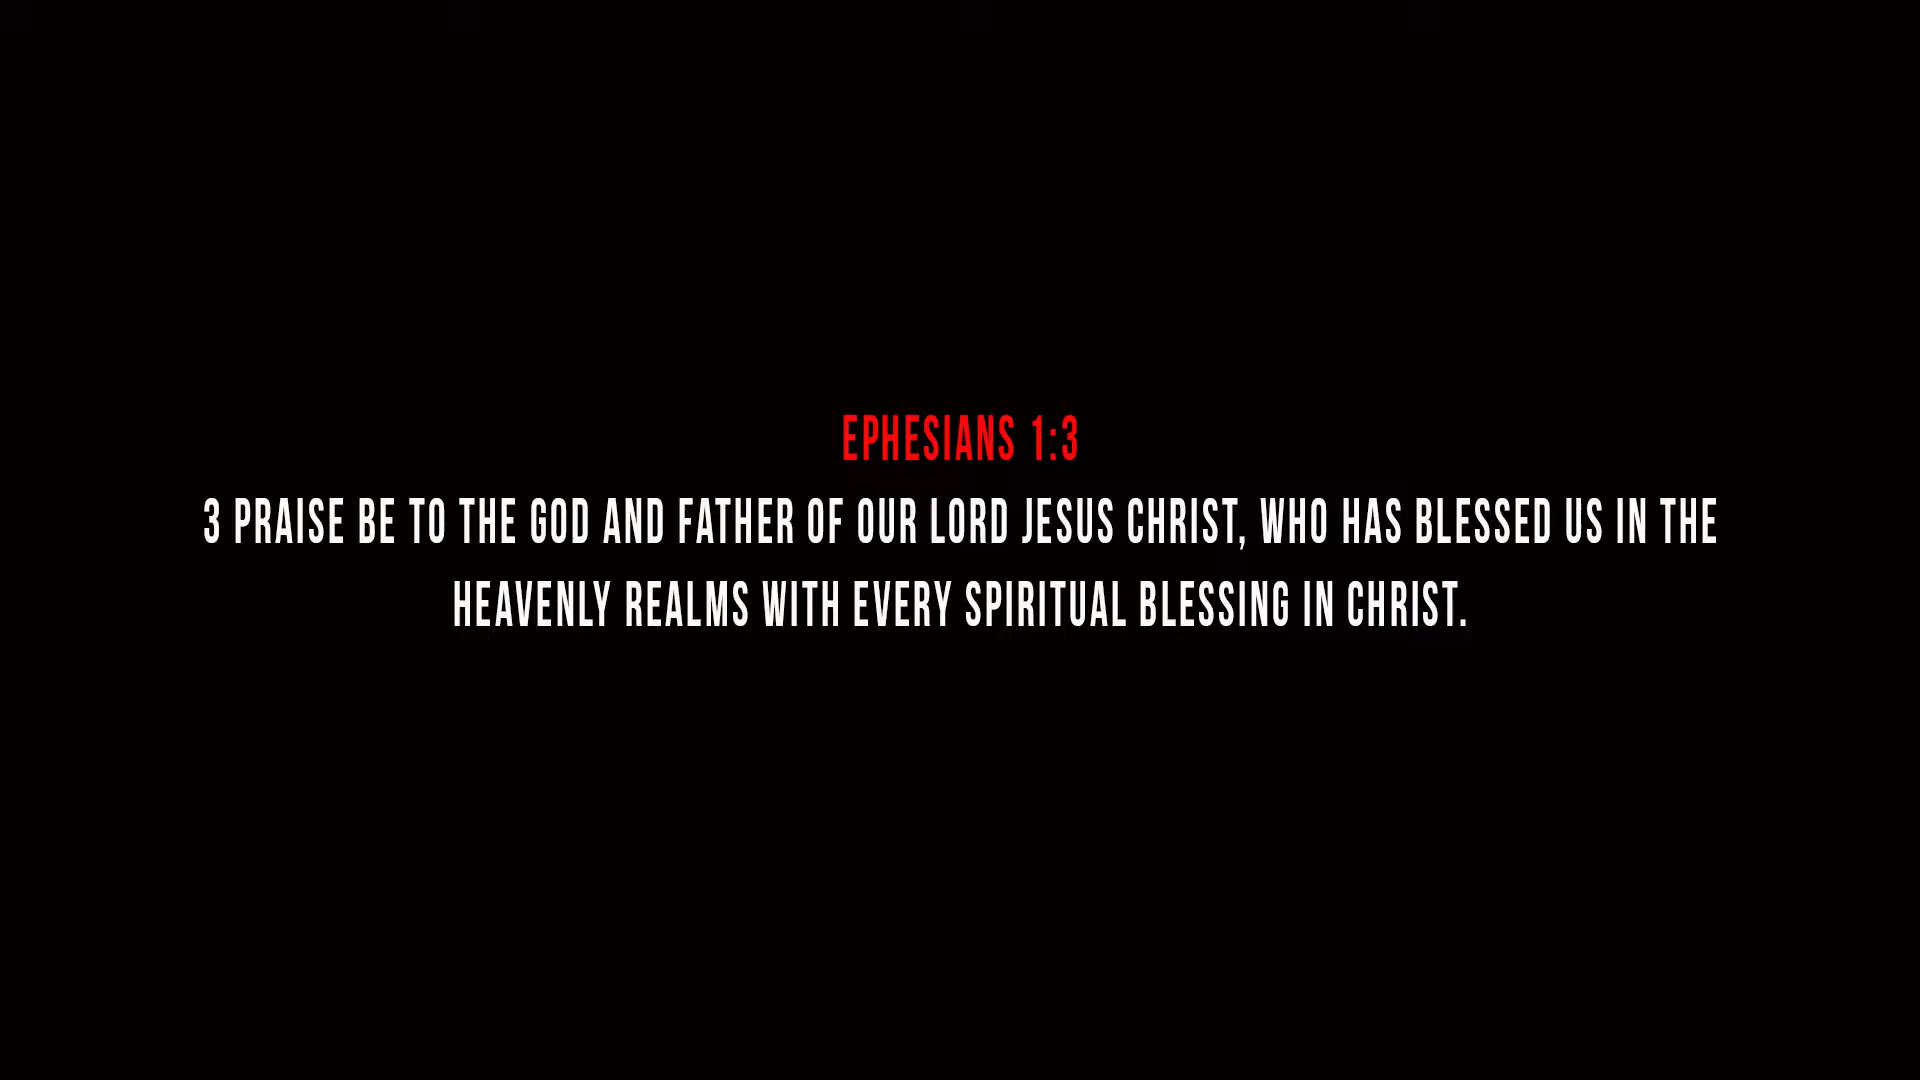 EPHESIANS 1:3
3 PRAISE BE TO THE GOD AND FATHER OF OUR LORD JESUS CHRIST, WHO HAS BLESSED US IN THE
HEAVENLY REALMS WITH EVERY SPIRITUAL BLESSING IN CHRIST.